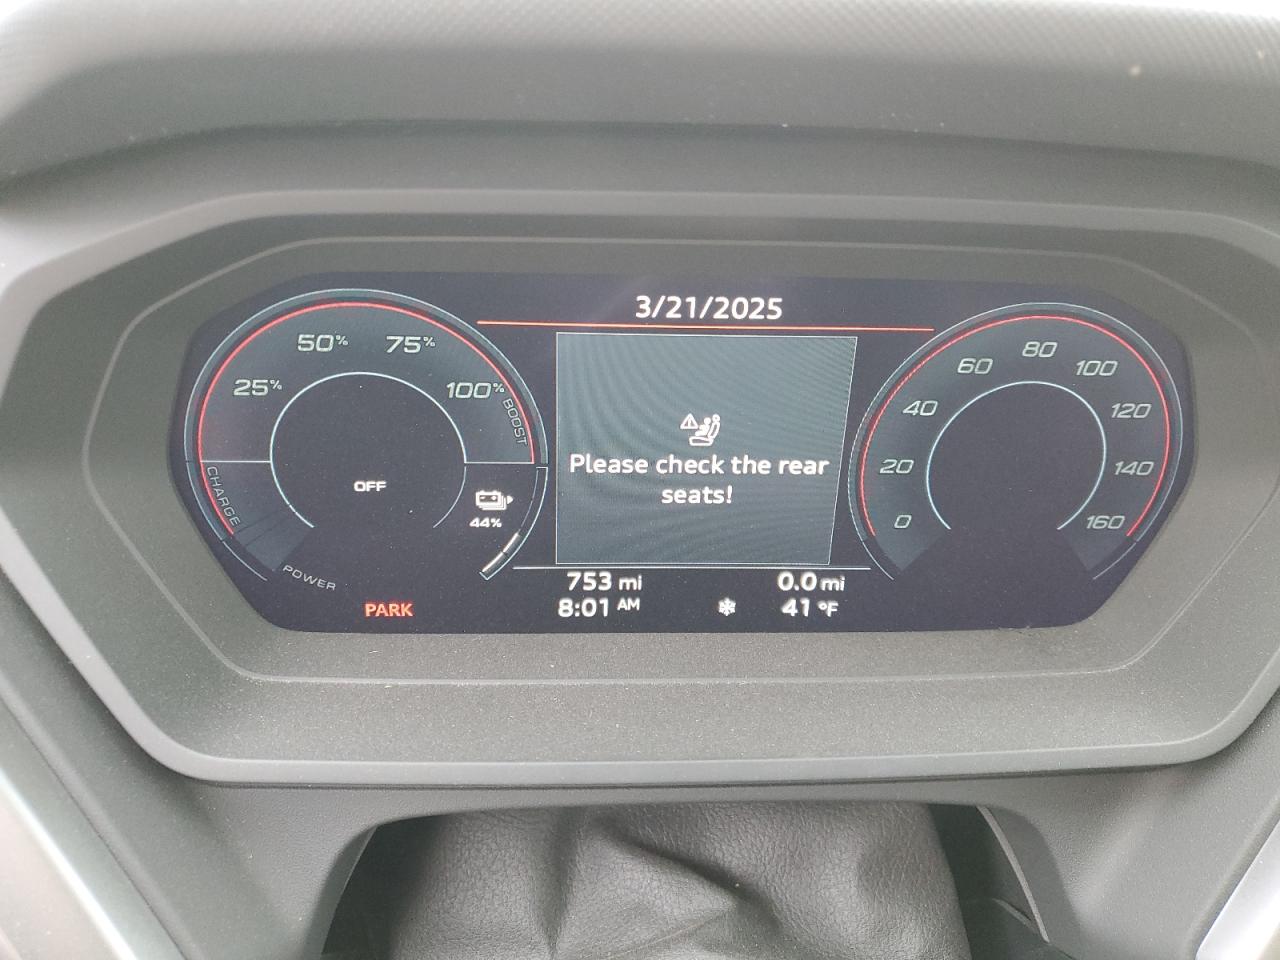 3/21/2025
50%
75%
25%
100%
BOOST
CHARGE
OFF
44%
POWER
PARK
Please check the rear
seats!
753 mi
0.0 mi
8:01 AM
41 °F
0
20
40
60
80
100
120
140
160